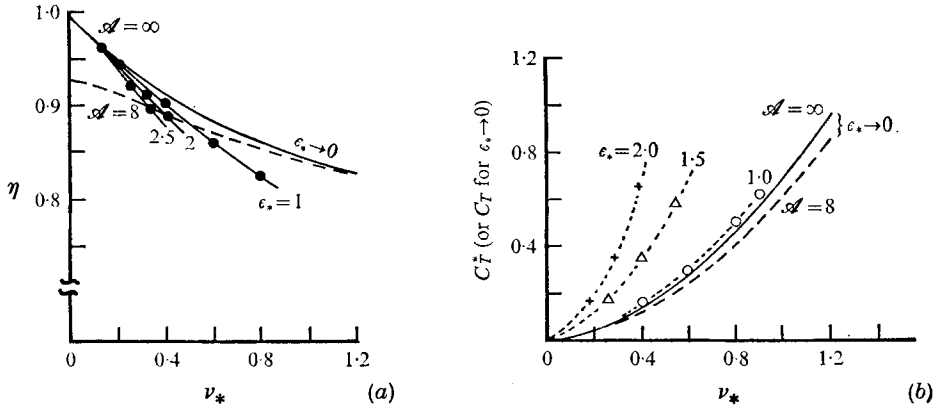 1·0
𝒜 = ∞
0·9
𝒜 = 8
2·5
2
ϵ* → 0
η
0·8
ϵ* = 1
0
0·4
0·8
1·2
ν*
(a)
1·2
𝒜 = ∞
} ϵ* → 0.
ϵ* = 2·0
1·5
0·8
1·0
𝒜 = 8
C*T (or CT for ϵ* → 0)
0·4
0
0·4
0·8
1·2
ν*
(b)